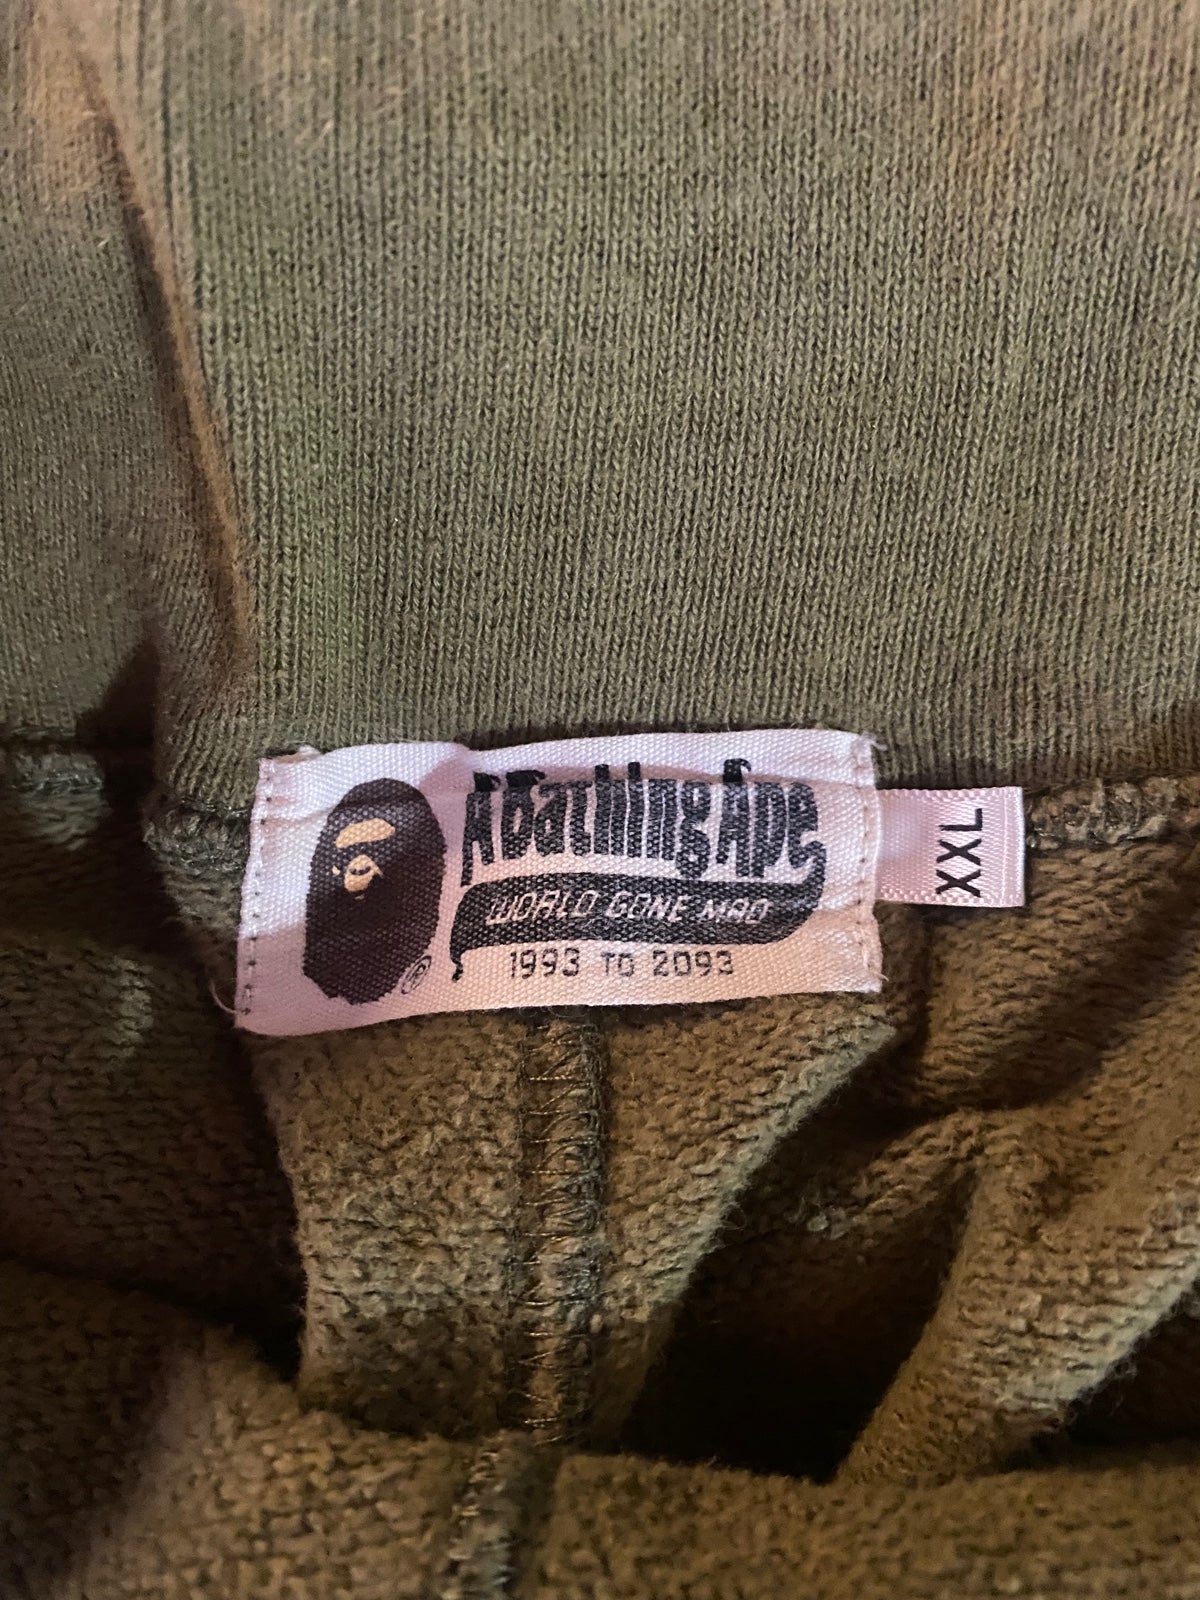 A Bathing Ape
WORLD GONE MAD
1993 TO 2093
®
XXL